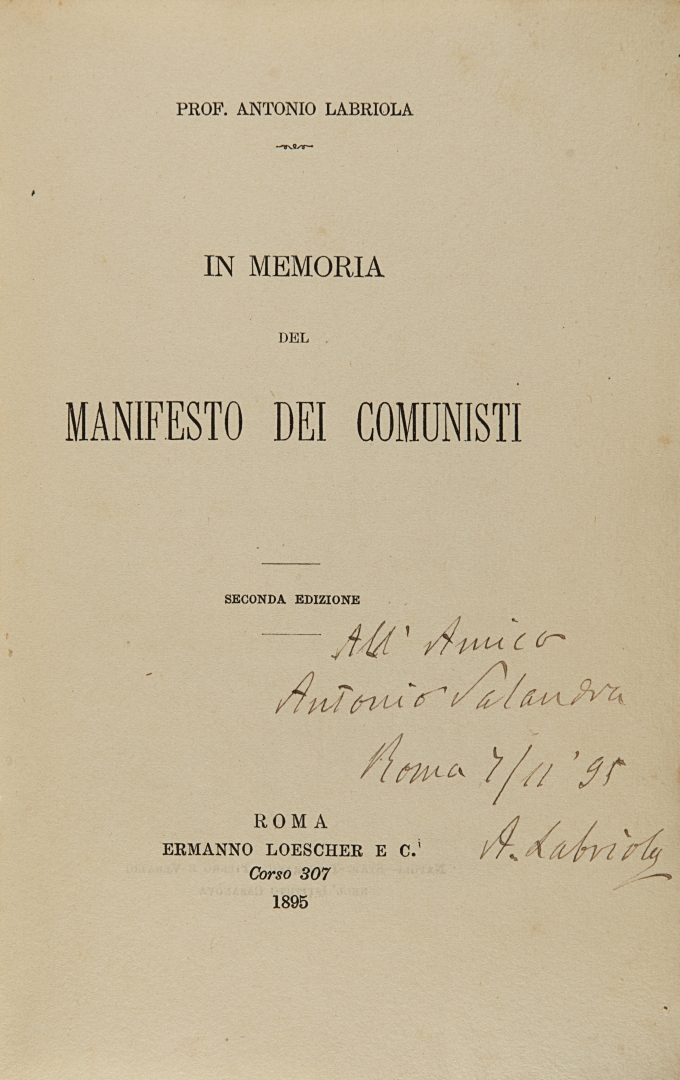 PROF. ANTONIO LABRIOLA
IN MEMORIA
DEL
MANIFESTO DEI COMUNISTI
SECONDA EDIZIONE
All' Amico
Antonio Salandra
Roma 7/11 '95
A. Labriola
ROMA
ERMANNO LOESCHER E C.i
Corso 307
1895